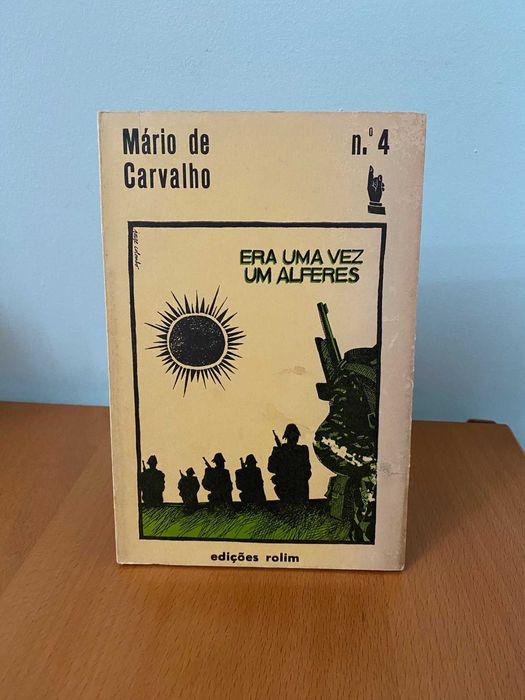 Mário de
Carvalho
n.º 4
ERA UMA VEZ
UM ALFERES
edições rolim